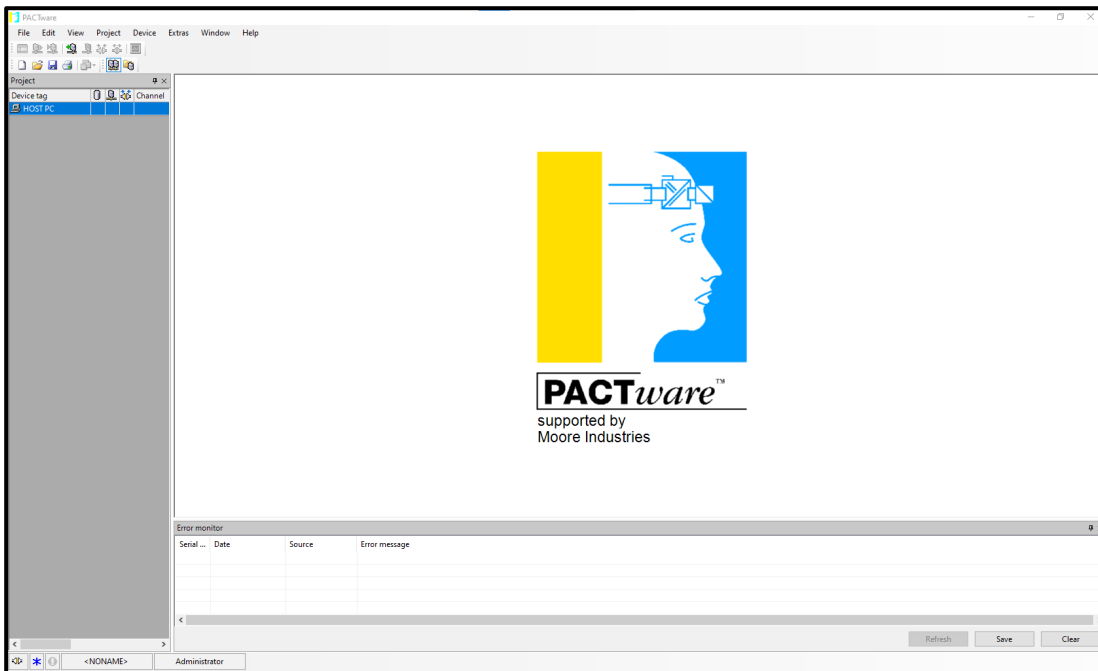 PACTware
File Edit View Project Device Extras Window Help
Project
Device tag Channel
HOST PC
PACTware™
supported by
Moore Industries
Error monitor
Serial ... Date Source Error message
Refresh Save Clear
<NONAME> Administrator